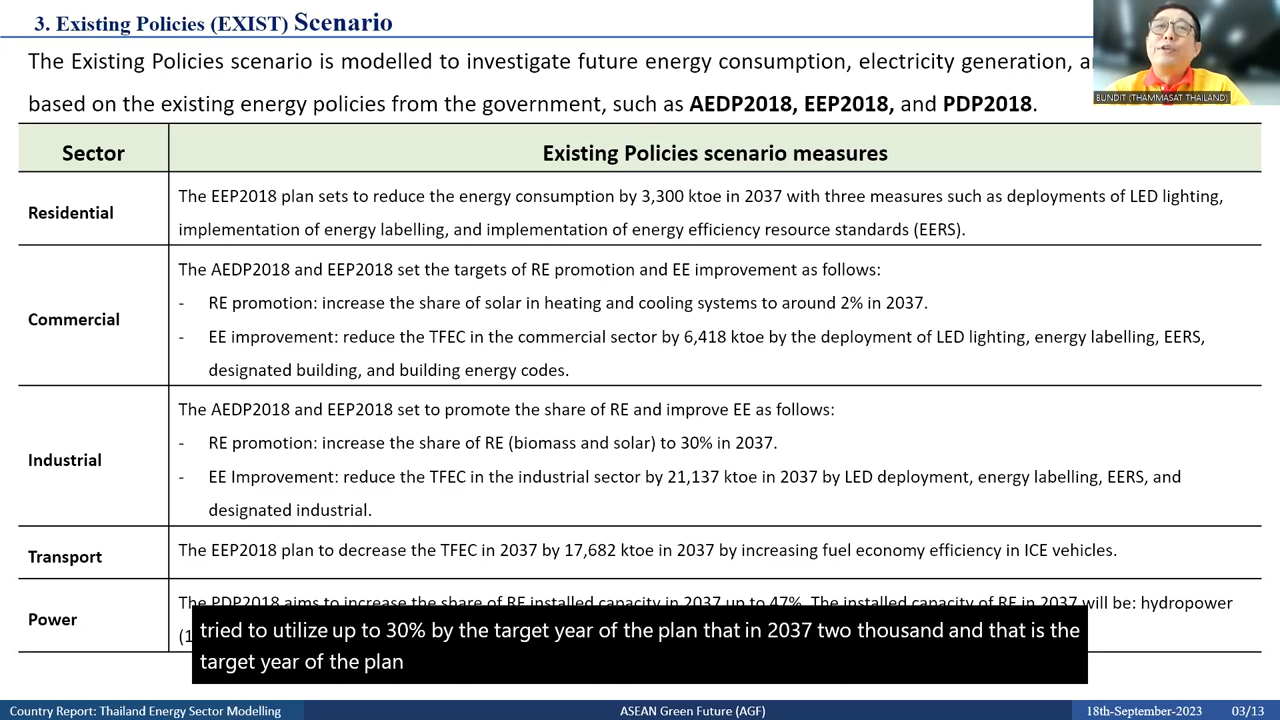 3. Existing Policies (EXIST) Scenario
The Existing Policies scenario is modelled to investigate future energy consumption, electricity generation,
based on the existing energy policies from the government, such as AEDP2018, EEP2018, and PDP2018.
BUNDIT (THAMMASAT THAILAND)
Sector
Existing Policies scenario measures
Residential
The EEP2018 plan sets to reduce the energy consumption by 3,300 ktoe in 2037 with three measures such as deployments of LED lighting,
implementation of energy labelling, and implementation of energy efficiency resource standards (EERS).
Commercial
The AEDP2018 and EEP2018 set the targets of RE promotion and EE improvement as follows:
- RE promotion: increase the share of solar in heating and cooling systems to around 2% in 2037.
- EE improvement: reduce the TFEC in the commercial sector by 6,418 ktoe by the deployment of LED lighting, energy labelling, EERS,
designated building, and building energy codes.
Industrial
The AEDP2018 and EEP2018 set to promote the share of RE and improve EE as follows:
- RE promotion: increase the share of RE (biomass and solar) to 30% in 2037.
- EE Improvement: reduce the TFEC in the industrial sector by 21,137 ktoe in 2037 by LED deployment, energy labelling, EERS, and
designated industrial.
Transport
The EEP2018 plan to decrease the TFEC in 2037 by 17,682 ktoe in 2037 by increasing fuel economy efficiency in ICE vehicles.
Power
The PDP2018 aims to increase the share of RE installed capacity in 2037 up to 47%. The installed capacity of RE in 2037 will be: hydropower
tried to utilize up to 30% by the target year of the plan that in 2037 two thousand and that is the
target year of the plan
Country Report: Thailand Energy Sector Modelling
ASEAN Green Future (AGF)
18th-September-2023
03/13